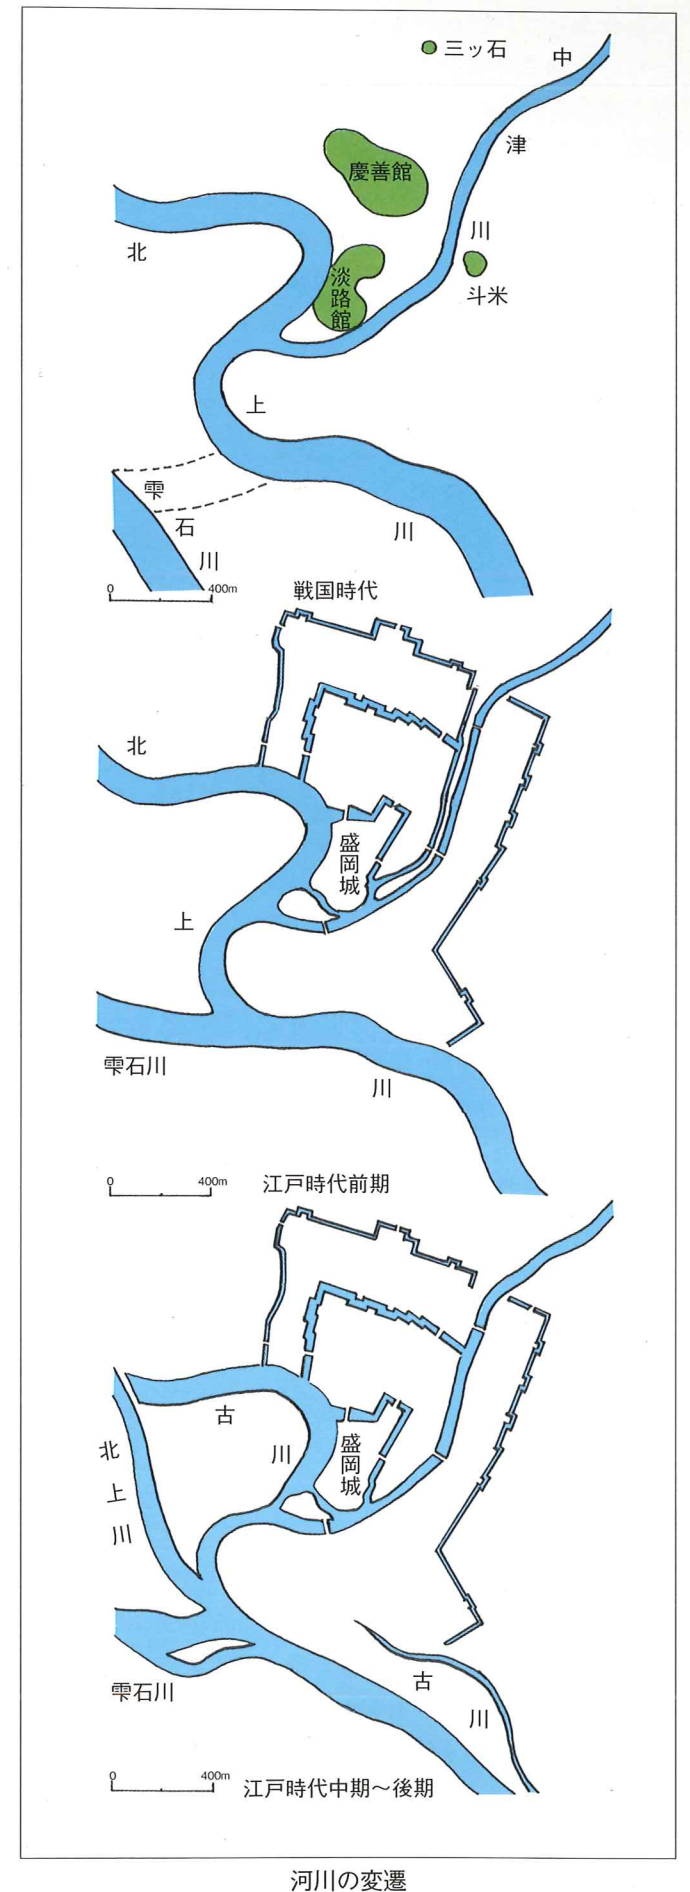 三ッ石
中津川
慶善館
北上川
淡路館
斗米
雫石川
0 400m
戦国時代
北上川
盛岡城
雫石川
0 400m
江戸時代前期
古川
北上川
盛岡城
雫石川
古川
0 400m
江戸時代中期～後期
河川の変遷